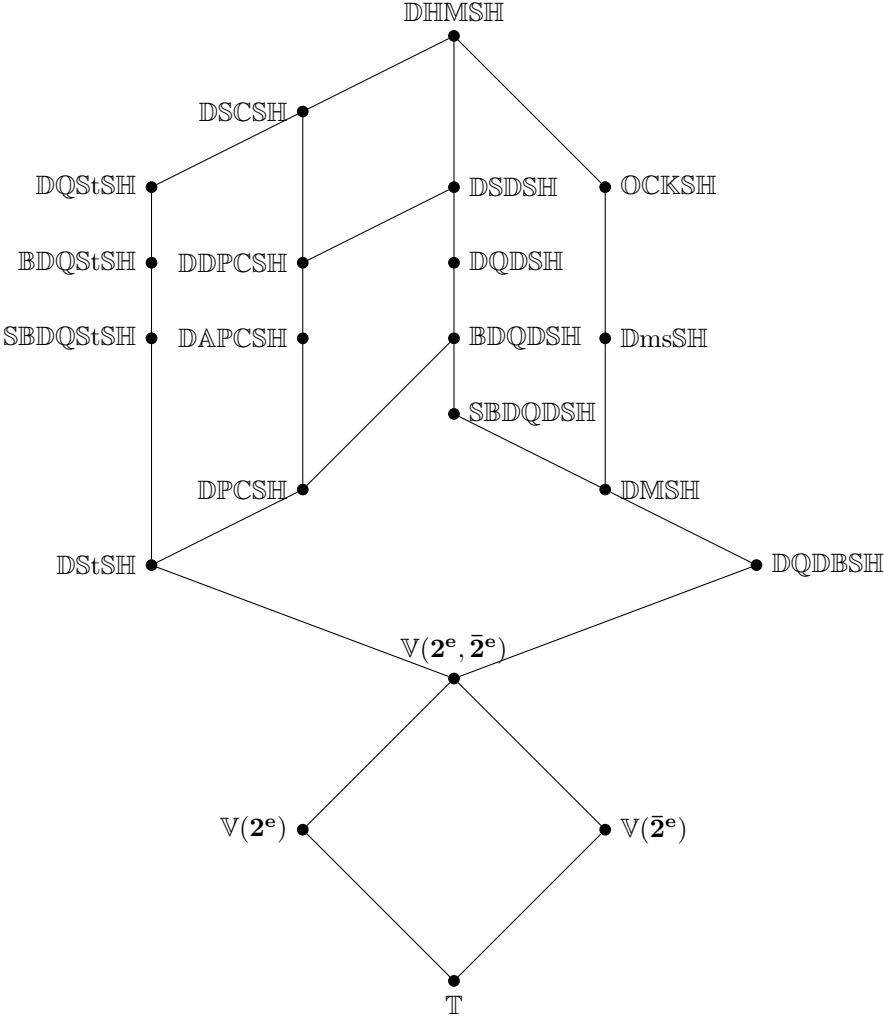 𝔻ℍ𝕄𝕊ℍ
𝔻𝕊ℂ𝕊ℍ
𝔻ℚ𝕊t𝕊ℍ
𝔻𝕊𝔻𝕊ℍ
𝕆ℂ𝕂𝕊ℍ
𝔹𝔻ℚ𝕊t𝕊ℍ
𝔻𝔻ℙℂ𝕊ℍ
𝔻ℚ𝔻𝕊ℍ
𝕊𝔹𝔻ℚ𝕊t𝕊ℍ
𝔻𝔸ℙℂ𝕊ℍ
𝔹𝔻ℚ𝔻𝕊ℍ
𝔻ms𝕊ℍ
𝕊𝔹𝔻ℚ𝔻𝕊ℍ
𝔻ℙℂ𝕊ℍ
𝔻𝕄𝕊ℍ
𝔻𝕊t𝕊ℍ
𝔻ℚ𝔻𝔹𝕊ℍ
𝕍(𝟐ᵉ, 𝟐̄ᵉ)
𝕍(𝟐ᵉ)
𝕍(𝟐̄ᵉ)
𝕋